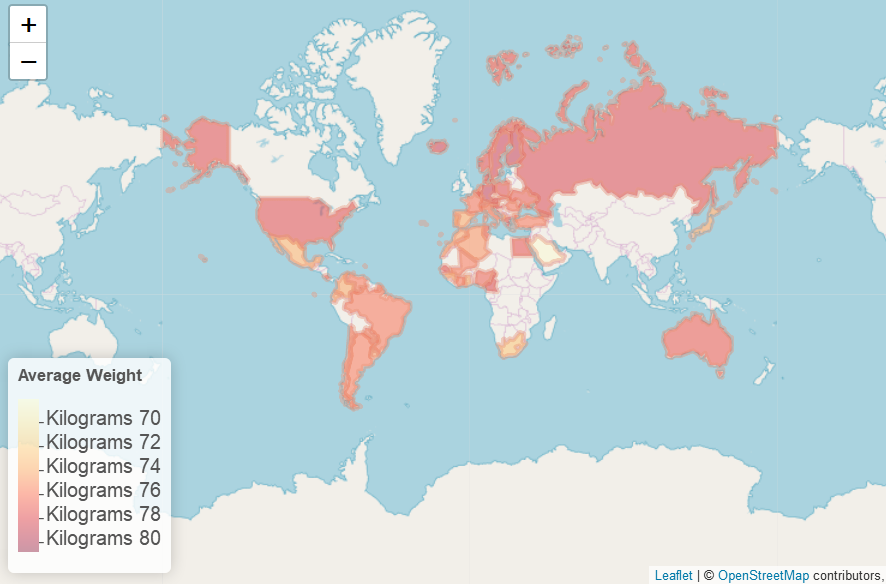 +
−
Average Weight
Kilograms 70
Kilograms 72
Kilograms 74
Kilograms 76
Kilograms 78
Kilograms 80
Leaflet | © OpenStreetMap contributors,